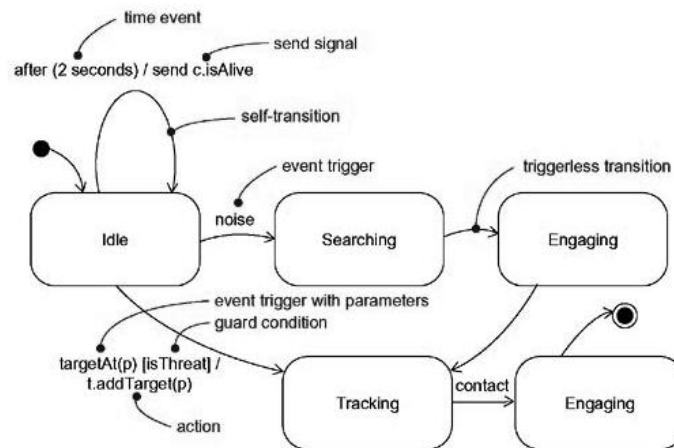 time event
send signal
after (2 seconds) / send c.isAlive
self-transition
event trigger
triggerless transition
noise
Idle
Searching
Engaging
event trigger with parameters
guard condition
targetAt(p) [isThreat] /
t.addTarget(p)
contact
Tracking
Engaging
action